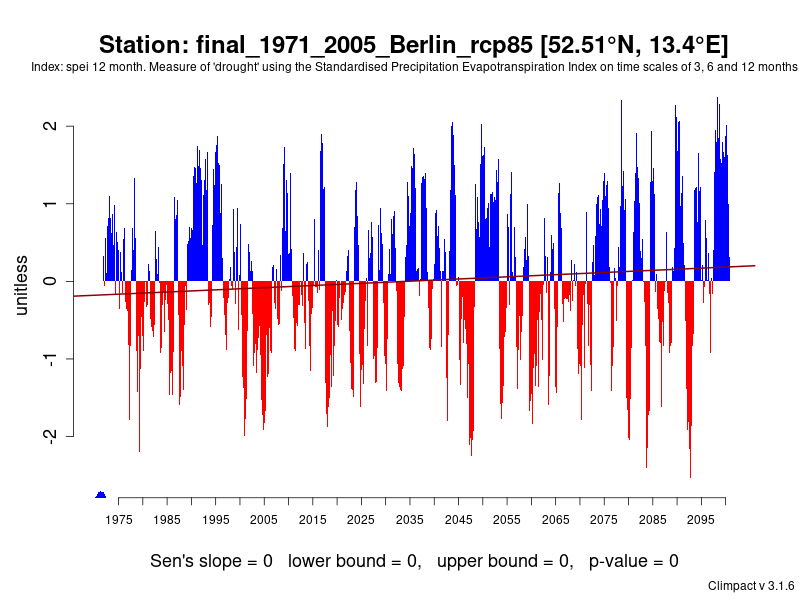 Station: final_1971_2005_Berlin_rcp85 [52.51°N, 13.4°E]
Index: spei 12 month. Measure of 'drought' using the Standardised Precipitation Evapotranspiration Index on time scales of 3, 6 and 12 months
2
1
0
-1
-2
unitless
1975 1985 1995 2005 2015 2025 2035 2045 2055 2065 2075 2085 2095
Sen's slope = 0 lower bound = 0, upper bound = 0, p-value = 0
Climpact v 3.1.6